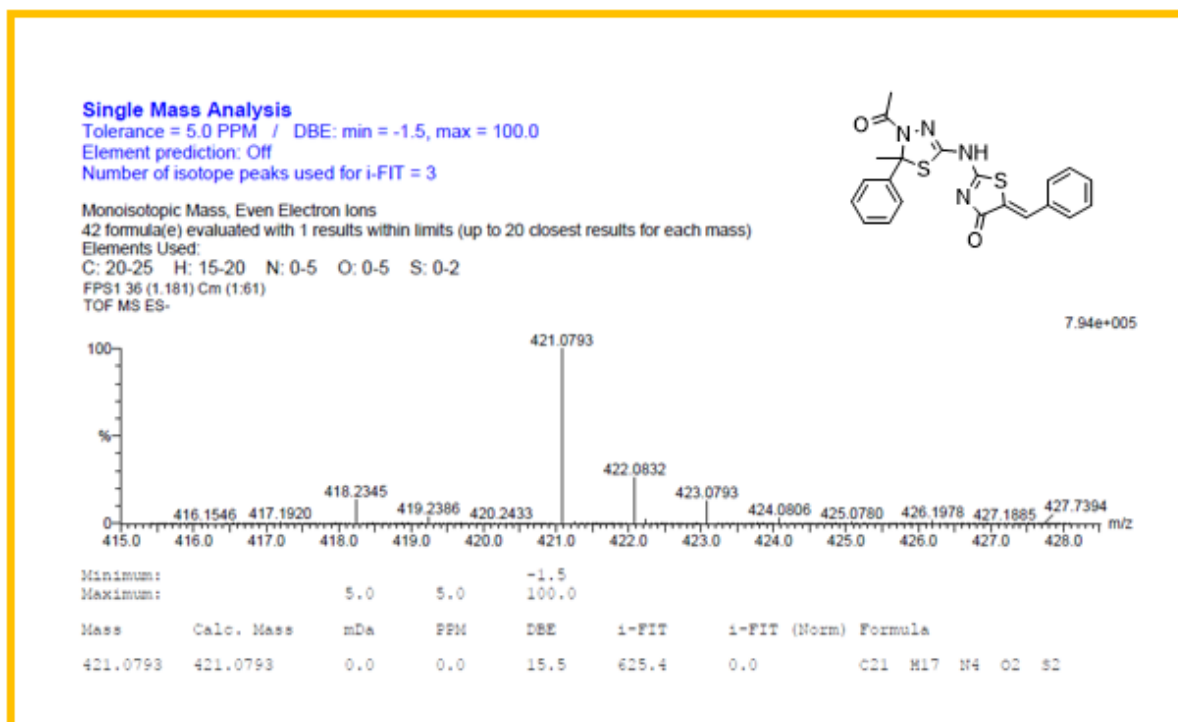 Single Mass Analysis
Tolerance = 5.0 PPM / DBE: min = -1.5, max = 100.0
Element prediction: Off
Number of isotope peaks used for i-FIT = 3
Monoisotopic Mass, Even Electron Ions
42 formula(e) evaluated with 1 results within limits (up to 20 closest results for each mass)
Elements Used:
C: 20-25 H: 15-20 N: 0-5 O: 0-5 S: 0-2
FPS1 36 (1.181) Cm (1:61)
TOF MS ES-
O N N NH
S S
N
O
7.94e+005
421.0793
100
%
422.0832
418.2345 423.0793
416.1546 417.1920 419.2386 420.2433 424.0806 425.0780 426.1978 427.1885 427.7394
0 m/z
415.0 416.0 417.0 418.0 419.0 420.0 421.0 422.0 423.0 424.0 425.0 426.0 427.0 428.0
Minimum: -1.5
Maximum: 5.0 5.0 100.0
Mass Calc. Mass mDa PPM DBE i-FIT i-FIT (Norm) Formula
421.0793 421.0793 0.0 0.0 15.5 625.4 0.0 C21 H17 N4 O2 S2